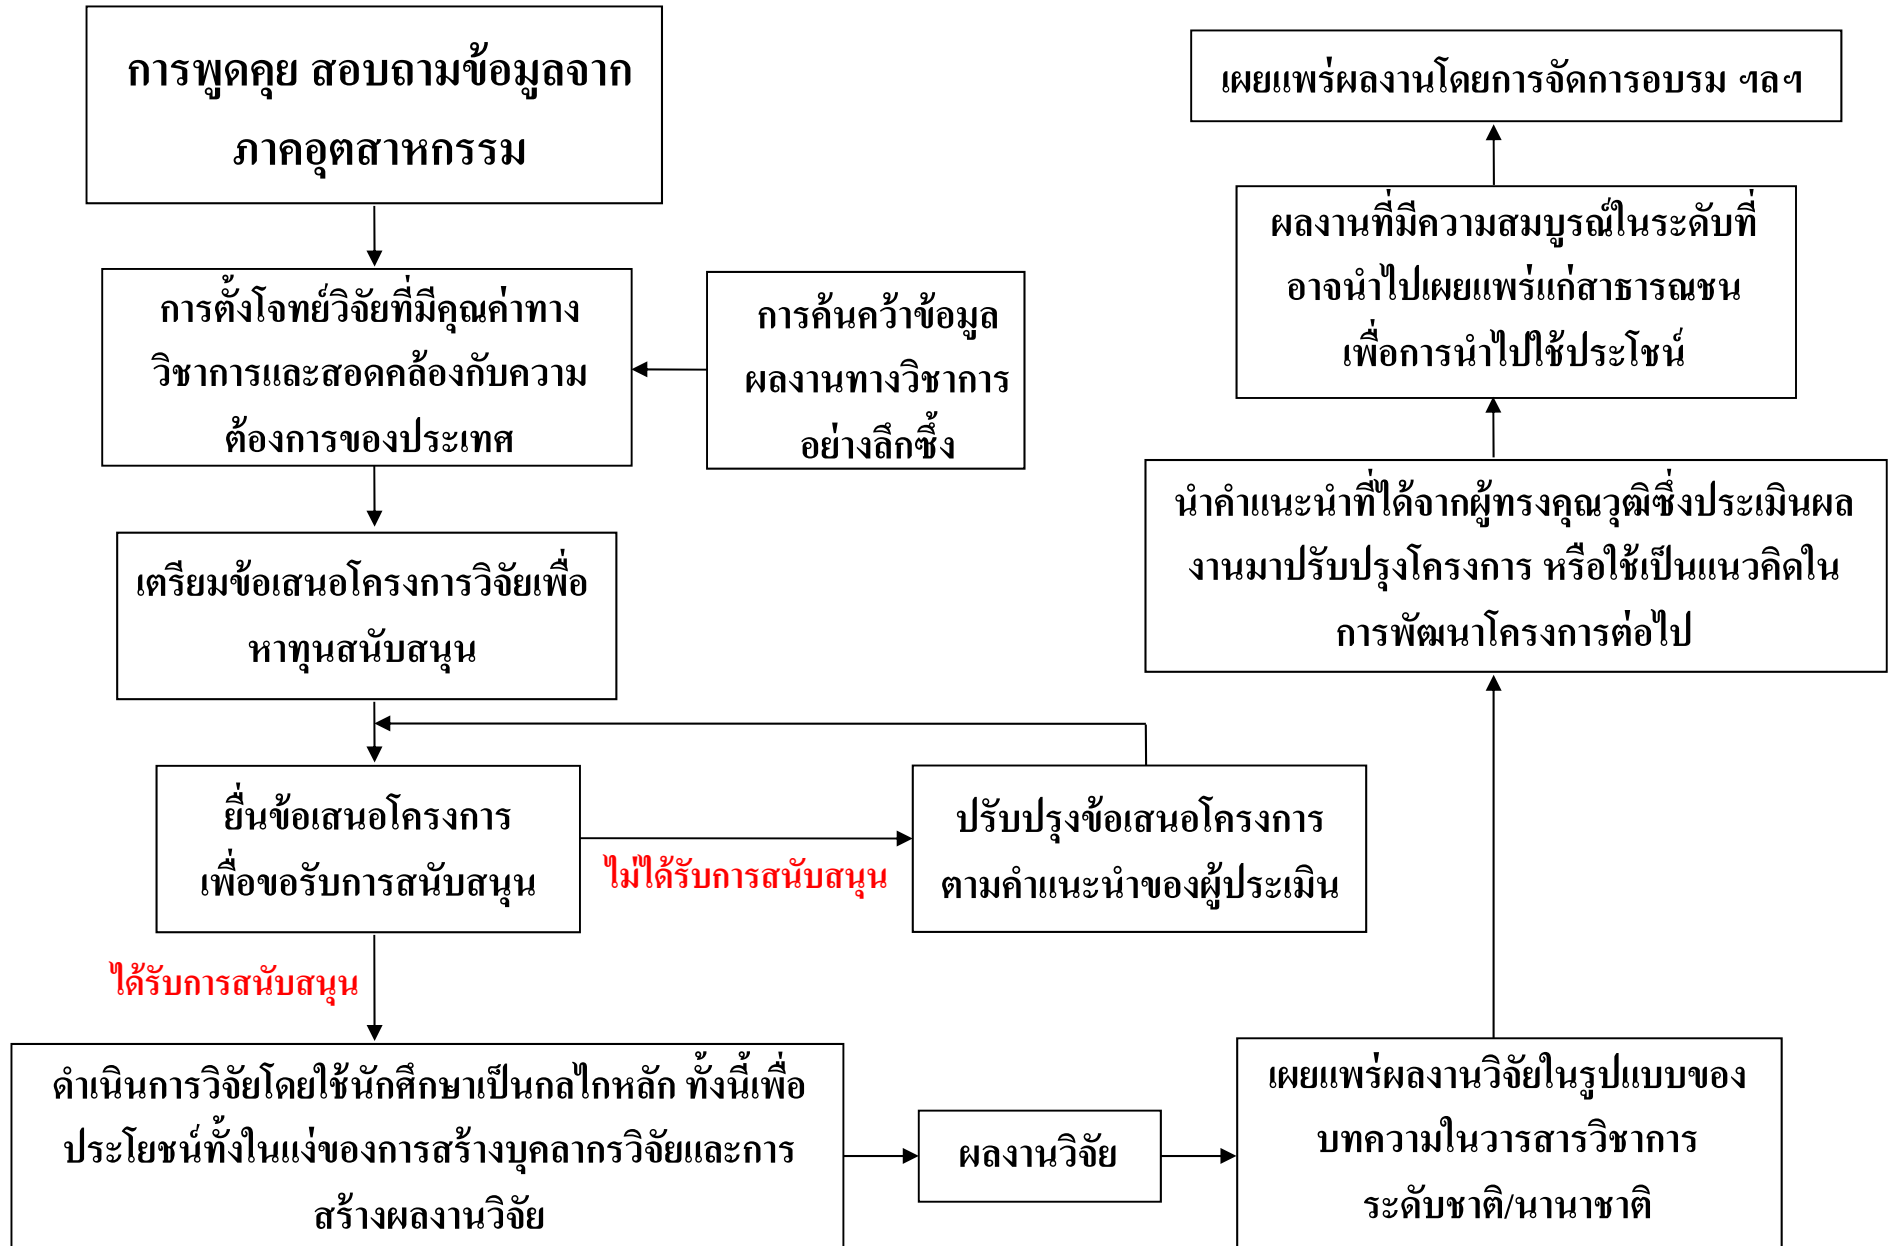 การพูดคุย สอบถามข้อมูลจาก
ภาคอุตสาหกรรม
การตั้งโจทย์วิจัยที่มีคุณค่าทาง
วิชาการและสอดคล้องกับความ
ต้องการของประเทศ
การค้นคว้าข้อมูล
ผลงานทางวิชาการ
อย่างลึกซึ้ง
เตรียมข้อเสนอโครงการวิจัยเพื่อ
หาทุนสนับสนุน
ยื่นข้อเสนอโครงการ
เพื่อขอรับการสนับสนุน
ไม่ได้รับการสนับสนุน
ปรับปรุงข้อเสนอโครงการ
ตามคำแนะนำของผู้ประเมิน
ได้รับการสนับสนุน
ดำเนินการวิจัยโดยใช้นักศึกษาเป็นกลไกหลัก ทั้งนี้เพื่อ
ประโยชน์ทั้งในแง่ของการสร้างบุคลากรวิจัยและการ
สร้างผลงานวิจัย
ผลงานวิจัย
เผยแพร่ผลงานวิจัยในรูปแบบของ
บทความในวารสารวิชาการ
ระดับชาติ/นานาชาติ
นำคำแนะนำที่ได้จากผู้ทรงคุณวุฒิซึ่งประเมินผล
งานมาปรับปรุงโครงการ หรือใช้เป็นแนวคิดใน
การพัฒนาโครงการต่อไป
ผลงานที่มีความสมบูรณ์ในระดับที่
อาจนำไปเผยแพร่แก่สาธารณชน
เพื่อการนำไปใช้ประโชน์
เผยแพร่ผลงานโดยการจัดการอบรม ฯลฯ